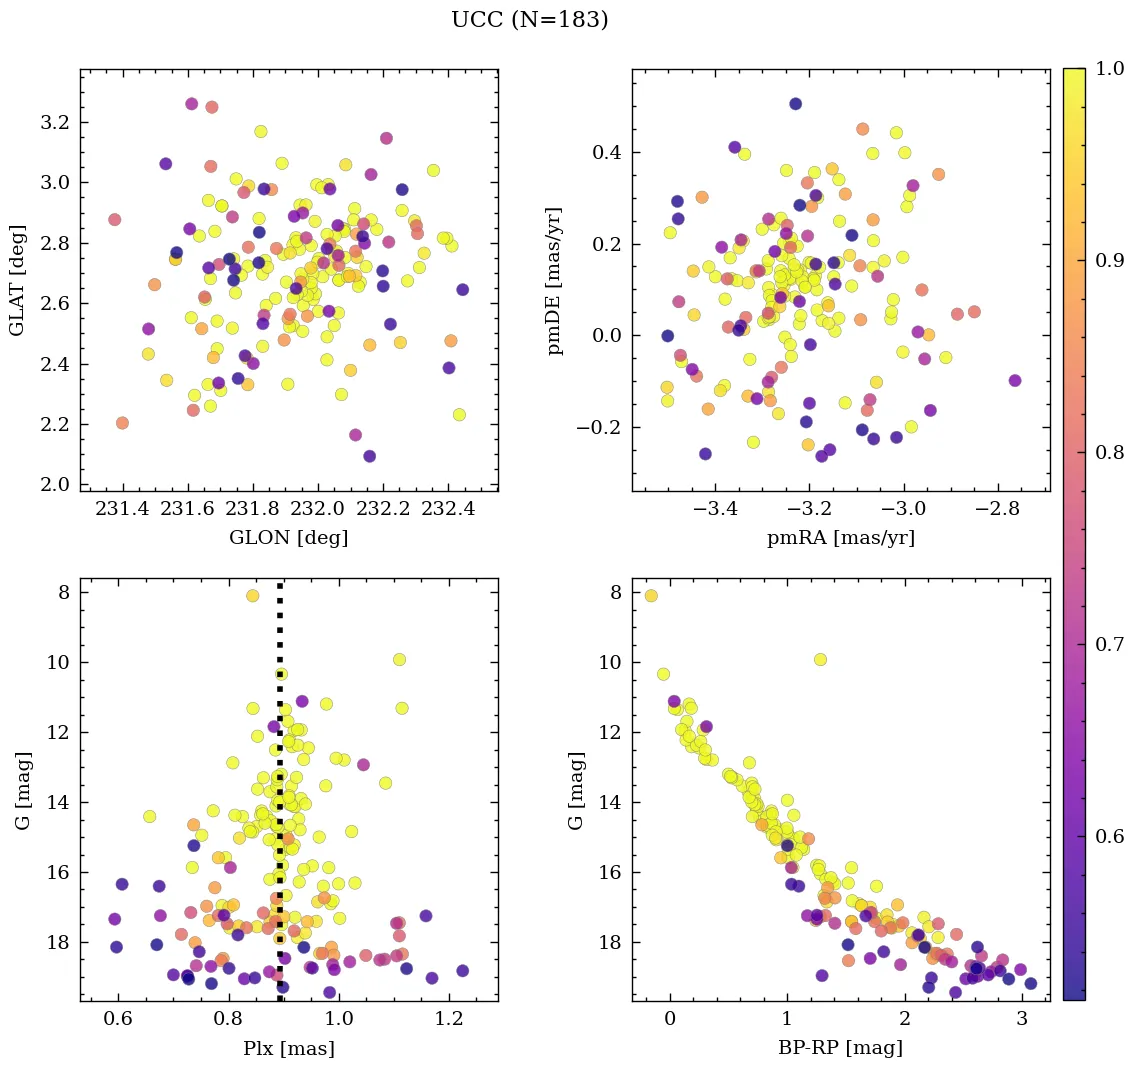 UCC (N=183)
3.2
3.0
2.8
2.6
2.4
2.2
2.0
GLAT [deg]
231.4 231.6 231.8 232.0 232.2 232.4
GLON [deg]
0.4
0.2
0.0
−0.2
pmDE [mas/yr]
−3.4 −3.2 −3.0 −2.8
pmRA [mas/yr]
8
10
12
14
16
18
G [mag]
0.6 0.8 1.0 1.2
Plx [mas]
8
10
12
14
16
18
G [mag]
0 1 2 3
BP-RP [mag]
1.0
0.9
0.8
0.7
0.6